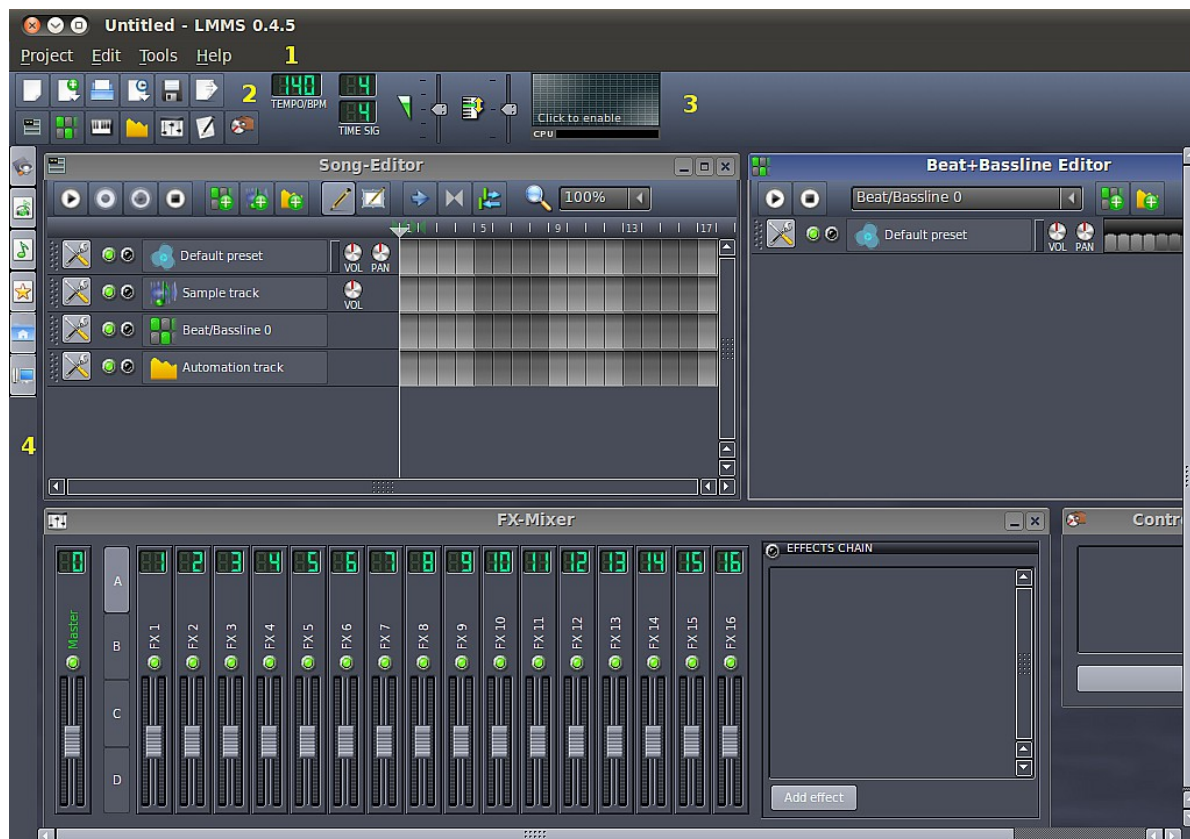 Untitled - LMMS 0.4.5
Project Edit Tools Help 1
2
140
TEMPO/BPM
4
4
TIME SIG
Click to enable
CPU
3
Song-Editor
100%
1 5 9 13 17
Default preset
VOL PAN
Sample track
VOL
Beat/Bassline 0
Automation track
Beat+Bassline Editor
Beat/Bassline 0
Default preset
VOL PAN
4
FX-Mixer
0 1 2 3 4 5 6 7 8 9 10 11 12 13 14 15 16
Master
A
B
C
D
FX 1
FX 2
FX 3
FX 4
FX 5
FX 6
FX 7
FX 8
FX 9
FX 10
FX 11
FX 12
FX 13
FX 14
FX 15
FX 16
EFFECTS CHAIN
Add effect
Contr